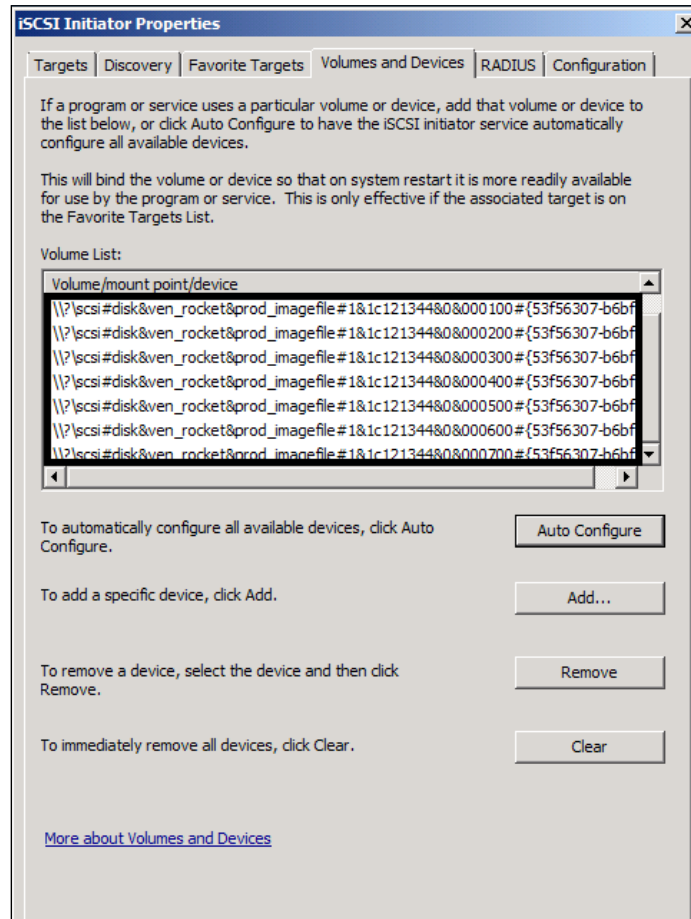 iSCSI Initiator Properties
Targets Discovery Favorite Targets Volumes and Devices RADIUS Configuration
If a program or service uses a particular volume or device, add that volume or device to
the list below, or click Auto Configure to have the iSCSI initiator service automatically
configure all available devices.
This will bind the volume or device so that on system restart it is more readily available
for use by the program or service.  This is only effective if the associated target is on
the Favorite Targets List.
Volume List:
Volume/mount point/device
\\?\scsi#disk&ven_rocket&prod_imagefile#1&1c121344&0&000100#{53f56307-b6bf
\\?\scsi#disk&ven_rocket&prod_imagefile#1&1c121344&0&000200#{53f56307-b6bf
\\?\scsi#disk&ven_rocket&prod_imagefile#1&1c121344&0&000300#{53f56307-b6bf
\\?\scsi#disk&ven_rocket&prod_imagefile#1&1c121344&0&000400#{53f56307-b6bf
\\?\scsi#disk&ven_rocket&prod_imagefile#1&1c121344&0&000500#{53f56307-b6bf
\\?\scsi#disk&ven_rocket&prod_imagefile#1&1c121344&0&000600#{53f56307-b6bf
\\?\scsi#disk&ven_rocket&prod_imagefile#1&1c121344&0&000700#{53f56307-b6bf
To automatically configure all available devices, click Auto
Configure.
Auto Configure
To add a specific device, click Add.
Add...
To remove a device, select the device and then click
Remove.
Remove
To immediately remove all devices, click Clear.
Clear
More about Volumes and Devices